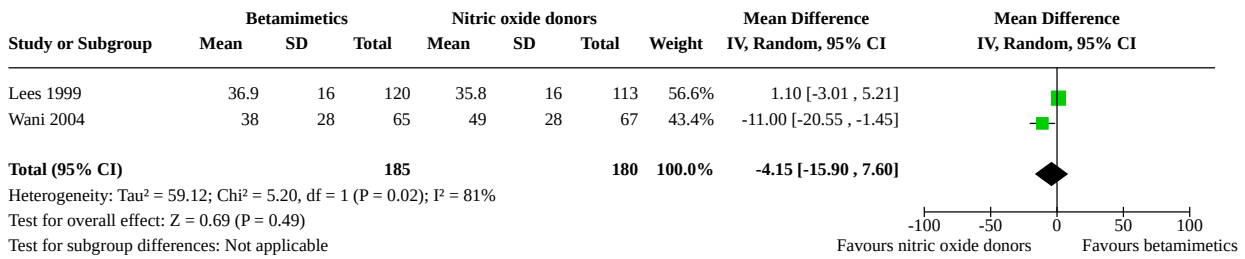 Betamimetics Nitric oxide donors Mean Difference Mean Difference
Study or Subgroup Mean SD Total Mean SD Total Weight IV, Random, 95% CI IV, Random, 95% CI
Lees 1999 36.9 16 120 35.8 16 113 56.6% 1.10 [-3.01 , 5.21]
Wani 2004 38 28 65 49 28 67 43.4% -11.00 [-20.55 , -1.45]
Total (95% CI) 185 180 100.0% -4.15 [-15.90 , 7.60]
Heterogeneity: Tau² = 59.12; Chi² = 5.20, df = 1 (P = 0.02); I² = 81%
Test for overall effect: Z = 0.69 (P = 0.49)
Test for subgroup differences: Not applicable
-100 -50 0 50 100
Favours nitric oxide donors Favours betamimetics